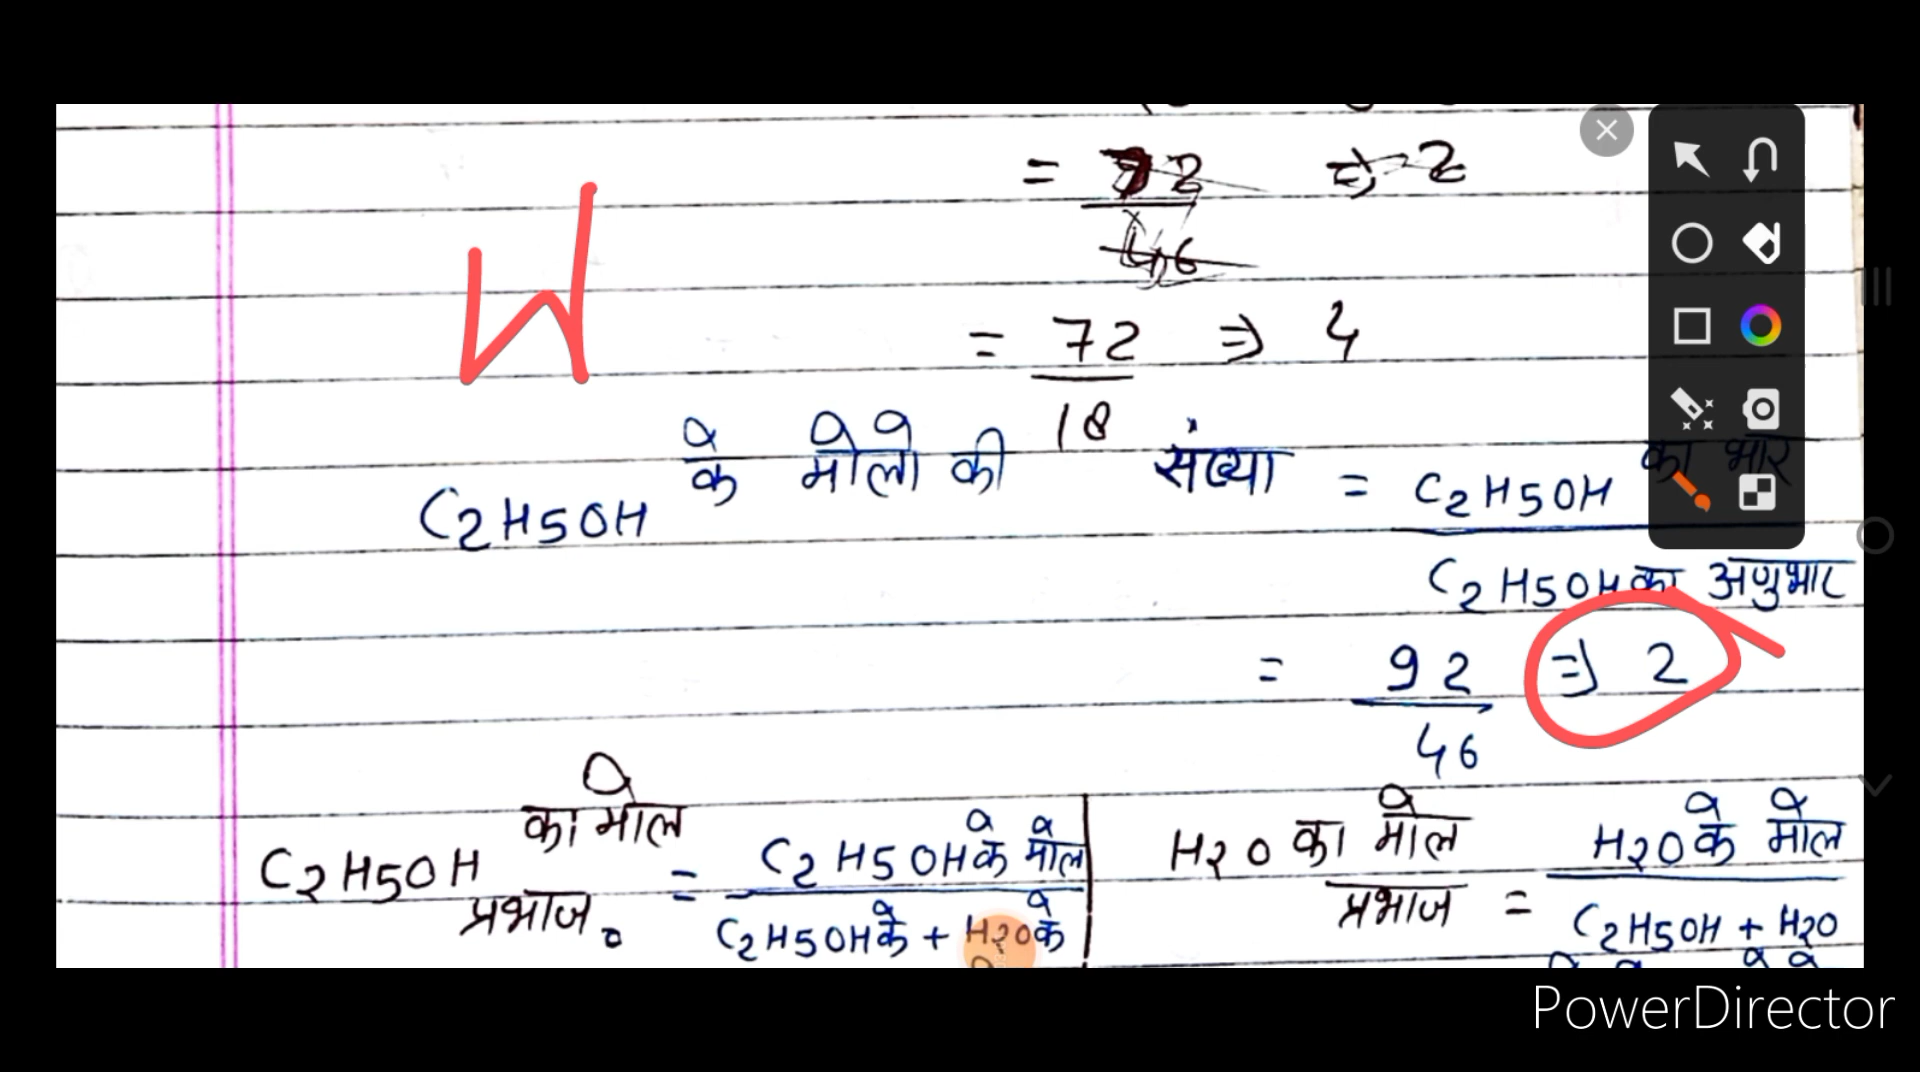 = 92 => 2
46
= 72 => 4
18
C2H5OH के मोलो की संख्या = C2H5OH का भार
C2H5OH का अणुभार
= 92 => 2
46
C2H5OH का मोल प्रभाज. = C2H5OH के मोल
C2H5OH के + H2O के
H2O का मोल प्रभाज = H2O के मोल
C2H5OH + H2O
PowerDirector